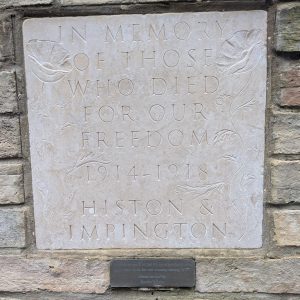 IN MEMORY
OF THOSE
WHO DIED
FOR OUR
FREEDOM
1914-1918
HISTON &
IMPINGTON